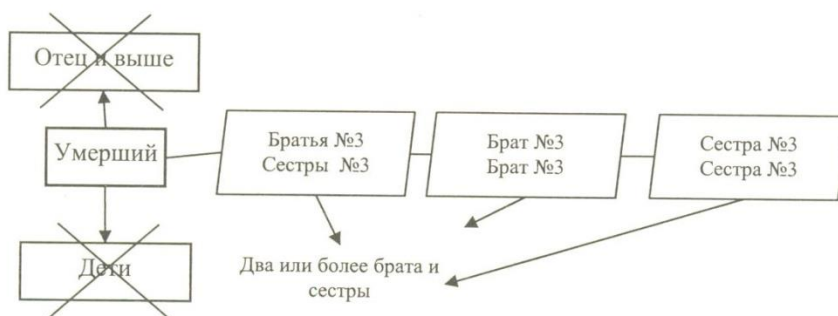 Отец и выше
Умерший
Дети
Братья №3
Сестры №3
Брат №3
Брат №3
Сестра №3
Сестра №3
Два или более брата и
сестры